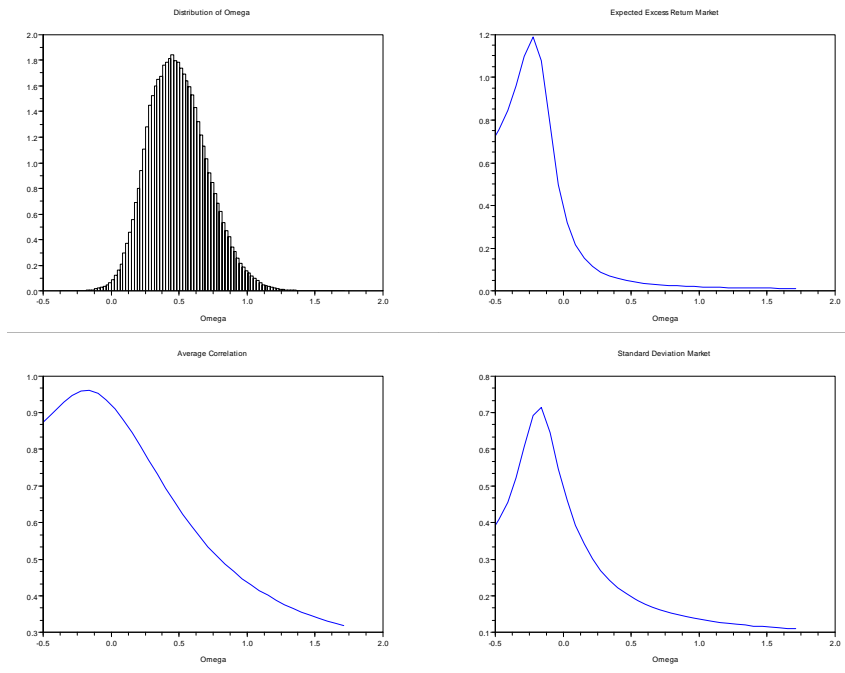 Distribution of Omega
2.0
1.8
1.6
1.4
1.2
1.0
0.8
0.6
0.4
0.2
0.0
-0.5 0.0 0.5 1.0 1.5 2.0
Omega
Expected Excess Return Market
1.2
1.0
0.8
0.6
0.4
0.2
0.0
-0.5 0.0 0.5 1.0 1.5 2.0
Omega
Average Correlation
1.0
0.9
0.8
0.7
0.6
0.5
0.4
0.3
-0.5 0.0 0.5 1.0 1.5 2.0
Omega
Standard Deviation Market
0.8
0.7
0.6
0.5
0.4
0.3
0.2
0.1
-0.5 0.0 0.5 1.0 1.5 2.0
Omega